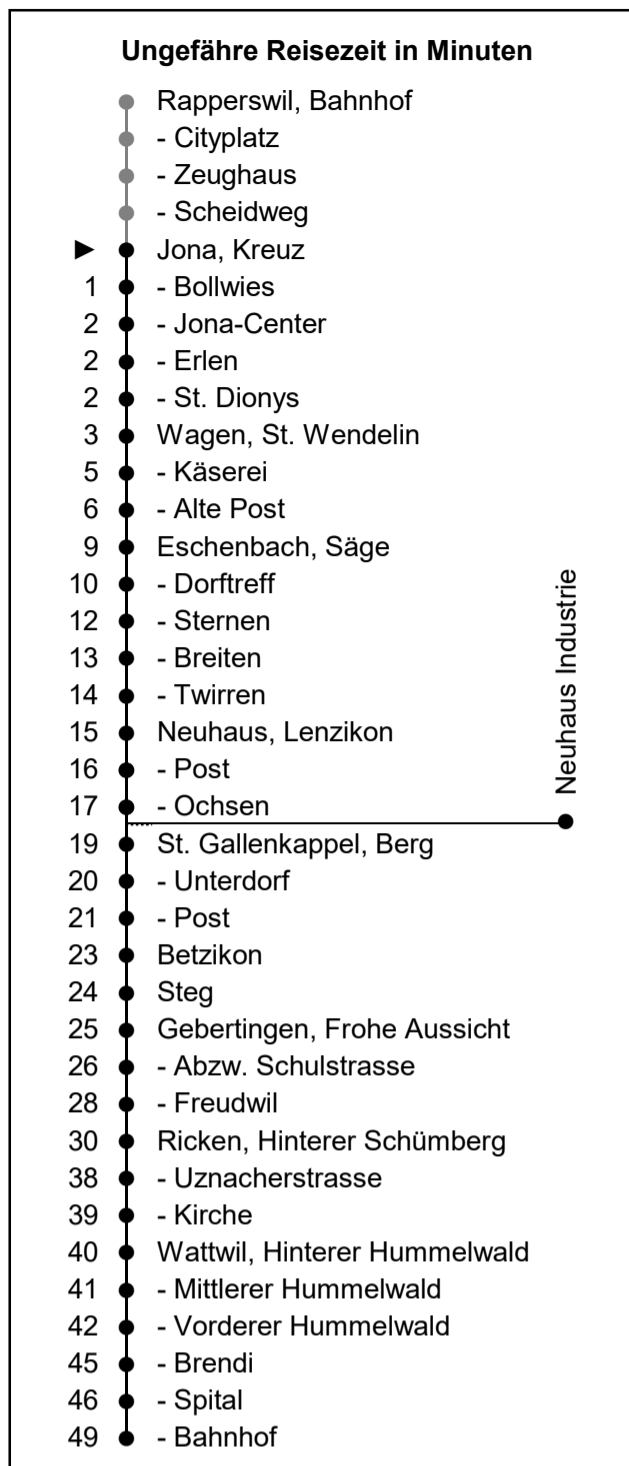 Ungefähre Reisezeit in Minuten
Rapperswil, Bahnhof
- Cityplatz
- Zeughaus
- Scheidweg
► Jona, Kreuz
1 - Bollwies
2 - Jona-Center
2 - Erlen
2 - St. Dionys
3 Wagen, St. Wendelin
5 - Käserei
6 - Alte Post
9 Eschenbach, Säge
10 - Dorftreff
12 - Sternen
13 - Breiten
14 - Twirren
15 Neuhaus, Lenzikon
16 - Post
17 - Ochsen
Neuhaus Industrie
19 St. Gallenkappel, Berg
20 - Unterdorf
21 - Post
23 Betzikon
24 Steg
25 Gebertingen, Frohe Aussicht
26 - Abzw. Schulstrasse
28 - Freudwil
30 Ricken, Hinterer Schümberg
38 - Uznacherstrasse
39 - Kirche
40 Wattwil, Hinterer Hummelwald
41 - Mittlerer Hummelwald
42 - Vorderer Hummelwald
45 - Brendi
46 - Spital
49 - Bahnhof